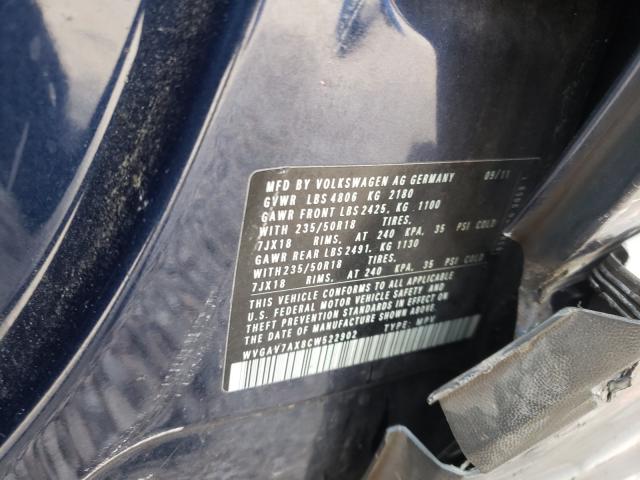 MFD BY VOLKSWAGEN AG GERMANY 09/11
GVWR LBS 4806 KG 2180
GAWR FRONT LBS 2425, KG 1100
WITH 235/50R18 TIRES,
7JX18 RIMS, AT 240 KPA, 35 PSI COLD
GAWR REAR LBS 2491, KG 1130
WITH 235/50R18 TIRES,
7JX18 RIMS, AT 240 KPA, 35 PSI COLD
THIS VEHICLE CONFORMS TO ALL APPLICABLE
U.S. FEDERAL MOTOR VEHICLE SAFETY AND
THEFT PREVENTION STANDARDS IN EFFECT ON
THE DATE OF MANUFACTURE SHOWN ABOVE
WVGAV7AX8CW522902 TYPE: MPV